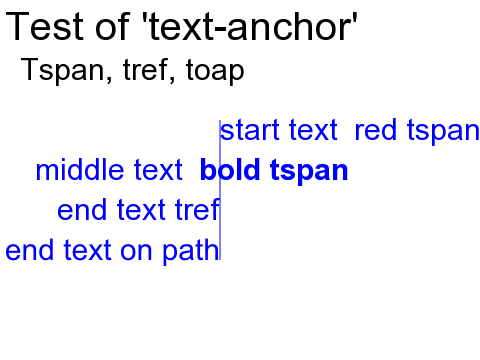 Test of 'text-anchor'
Tspan, tref, toap
start text  red tspan
middle text  bold tspan
end text tref
end text on path